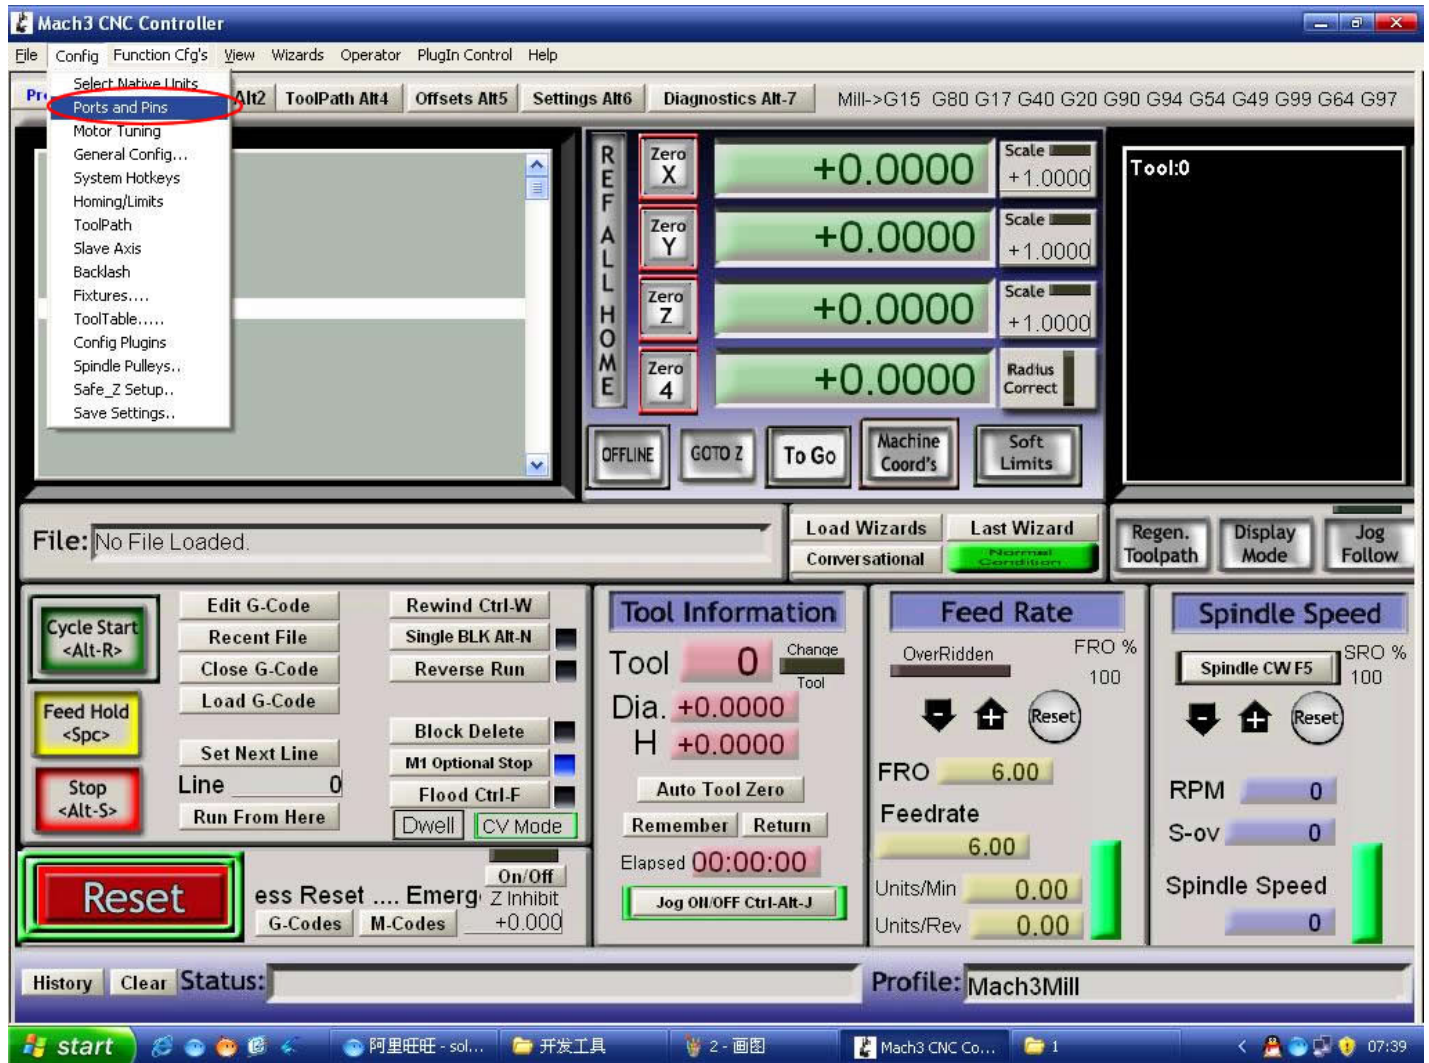 Mach3 CNC Controller
File Config Function Cfg's View Wizards Operator PlugIn Control Help
Alt2 ToolPath Alt4 Offsets Alt5 Settings Alt6 Diagnostics Alt-7 Mill->G15 G80 G17 G40 G20 G90 G94 G54 G49 G99 G64 G97
Select Native Units
Ports and Pins
Motor Tuning
General Config...
System Hotkeys
Homing/Limits
ToolPath
Slave Axis
Backlash
Fixtures....
ToolTable.....
Config Plugins
Spindle Pulleys..
Safe_Z Setup..
Save Settings..
REF ALL HOME
Zero X +0.0000 Scale +1.0000
Zero Y +0.0000 Scale +1.0000
Zero Z +0.0000 Scale +1.0000
Zero 4 +0.0000 Radius Correct
OFFLINE GOTO Z To Go Machine Coord's Soft Limits
Tool:0
File: No File Loaded.
Load Wizards Last Wizard
Conversational Normal Condition
Regen. Toolpath Display Mode Jog Follow
Cycle Start <Alt-R>
Feed Hold <Spc>
Stop <Alt-S>
Edit G-Code
Recent File
Close G-Code
Load G-Code
Set Next Line
Line 0
Run From Here
Rewind Ctrl-W
Single BLK Alt-N
Reverse Run
Block Delete
M1 Optional Stop
Flood Ctrl-F
Dwell CV Mode
Reset
ess Reset .... Emerg
G-Codes M-Codes
On/Off
Z Inhibit
+0.000
Tool Information
Tool 0 Change Tool
Dia. +0.0000
H +0.0000
Auto Tool Zero
Remember Return
Elapsed 00:00:00
Jog ON/OFF Ctrl-Alt-J
Feed Rate
OverRidden FRO %
100
Reset
FRO 6.00
Feedrate
6.00
Units/Min 0.00
Units/Rev 0.00
Spindle Speed
Spindle CW F5 SRO %
100
Reset
RPM 0
S-ov 0
Spindle Speed
0
History Clear Status: Profile: Mach3Mill
start 阿里旺旺 - sol... 开发工具 2 - 画图 Mach3 CNC Co... 1 07:39